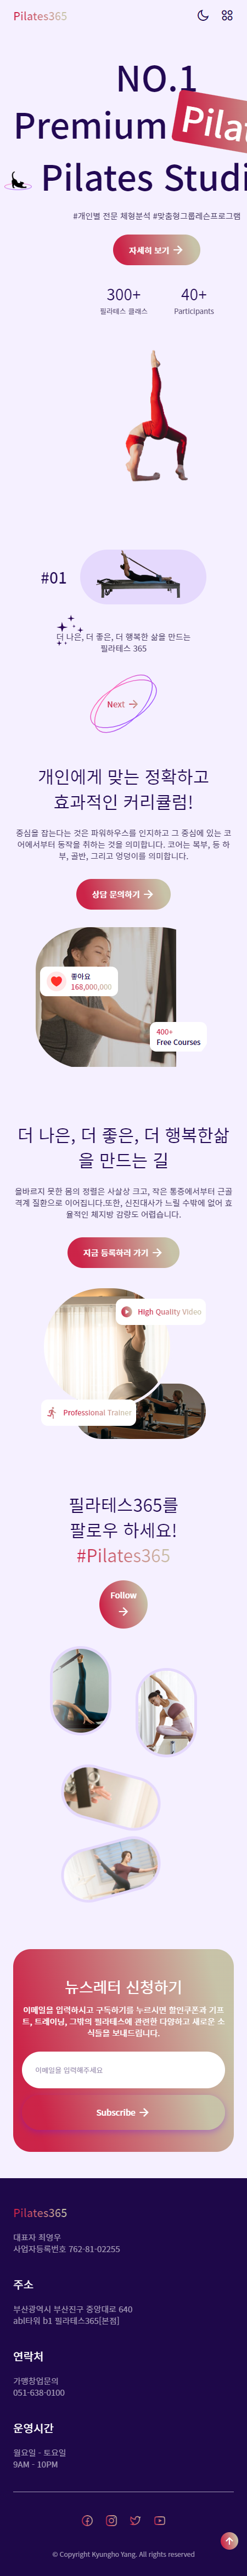 Pilates365
NO.1
Premium Pilat
Pilates Studi
#개인별 전문 체형분석 #맞춤형그룹레슨프로그램
자세히 보기
300+
필라테스 클래스
40+
Participants
#01
더 나은, 더 좋은, 더 행복한 삶을 만드는
필라테스 365
Next
개인에게 맞는 정확하고
효과적인 커리큘럼!
중심을 잡는다는 것은 파워하우스를 인지하고 그 중심에 있는 코
어에서부터 동작을 취하는 것을 의미합니다. 코어는 복부, 등 하
부, 골반, 그리고 엉덩이를 의미합니다.
상담 문의하기
좋아요
168,000,000
400+
Free Courses
더 나은, 더 좋은, 더 행복한삶
을 만드는 길
올바르지 못한 몸의 정렬은 사살상 크고, 작은 통증에서부터 근골
격계 질환으로 이어집니다.또한, 신진대사가 느릴 수밖에 없어 효
율적인 체지방 감량도 어렵습니다.
지금 등록하러 가기
High Quality Video
Professional Trainer
필라테스365를
팔로우 하세요!
#Pilates365
Follow
뉴스레터 신청하기
이메일을 입력하시고 구독하기를 누르시면 할인쿠폰과 기프
트, 트레이닝, 그밖의 필라테스에 관련한 다양하고 새로운 소
식들을 보내드립니다.
이메일을 입력해주세요
Subscribe
Pilates365
대표자 최영우
사업자등록번호 762-81-02255
주소
부산광역시 부산진구 중앙대로 640
abl타워 b1 필라테스365[본점]
연락처
가맹창업문의
051-638-0100
운영시간
월요일 - 토요일
9AM - 10PM
© Copyright Kyungho Yang. All rights reserved